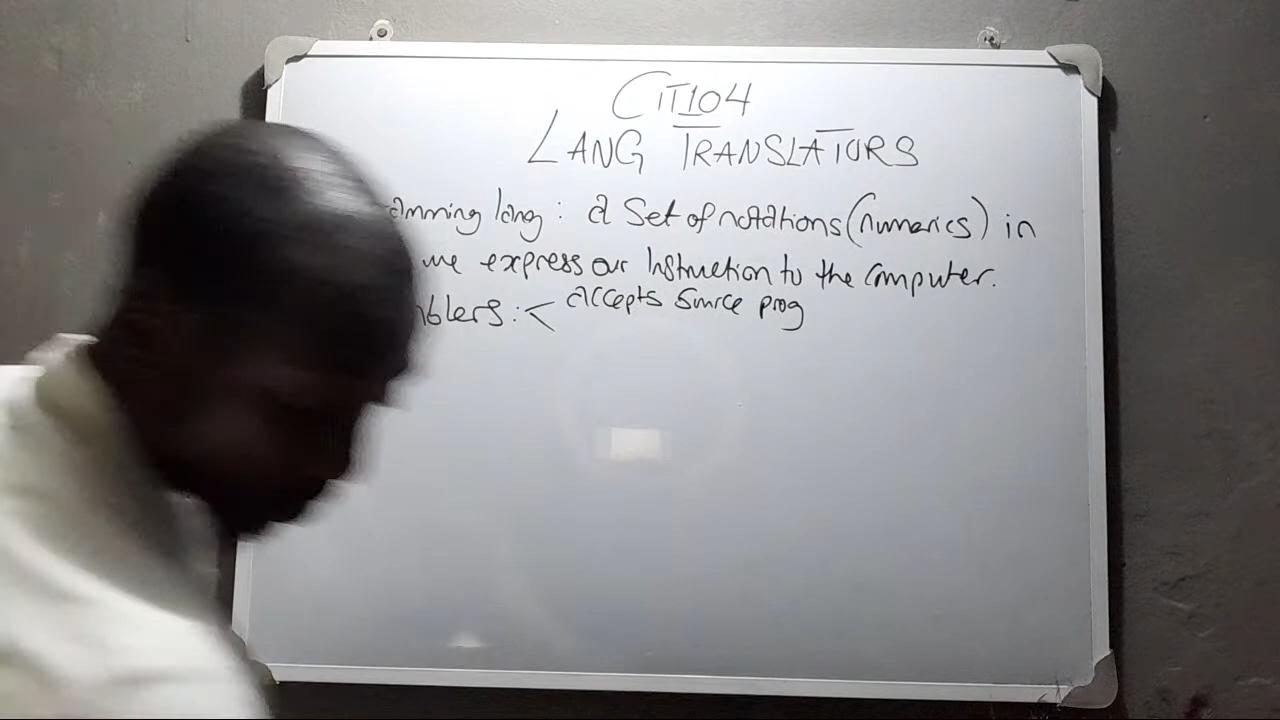 CIT104
LANG TRANSLATORS
amming lang: a set of notations (numerics) in
we express our Instruction to the computer.
mblers: < accepts source prog